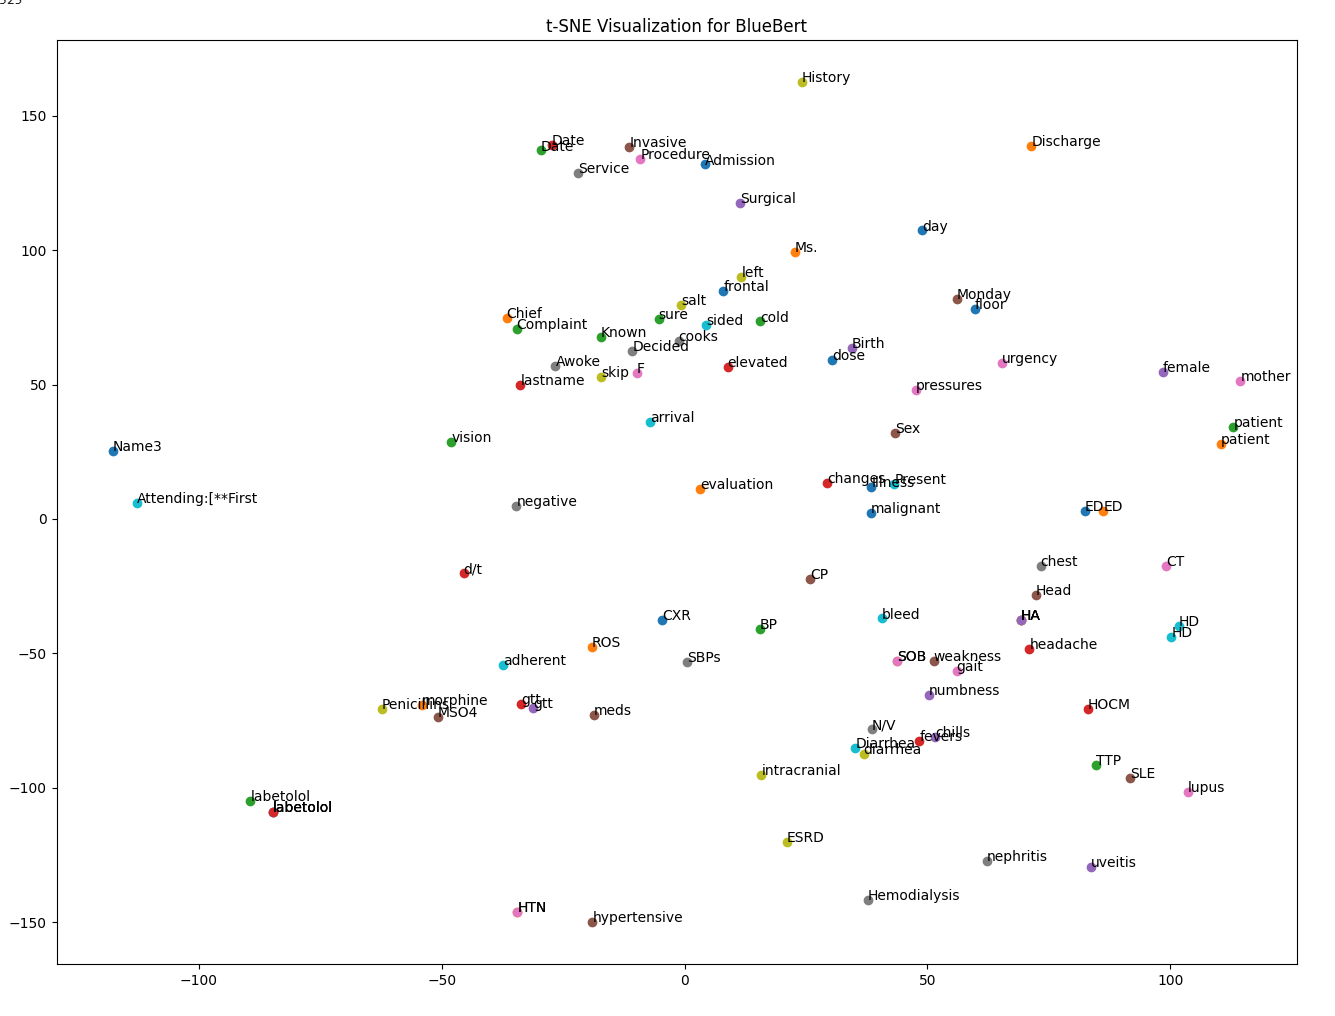 t-SNE Visualization for BlueBert
History
Date
Date
Invasive
Procedure
Service
Admission
Discharge
Surgical
day
Ms.
left
frontal
Monday
floor
salt
Chief
Complaint
sure
sided
cold
Known
cooks
Decided
Birth
dose
Awoke
skip
F
elevated
urgency
lastname
female
mother
pressures
arrival
patient
patient
Sex
vision
Name3
changes
illness
Present
evaluation
Attending:[**First
negative
malignant
ED
ED
chest
CT
d/t
CP
Head
CXR
BP
bleed
HA
HD
HD
ROS
headache
adherent
SBPs
SOB
weakness
gait
numbness
Penicillins
morphine
MSO4
gtt
gtt
meds
HOCM
N/V
Diarrhea
diarrhea
fevers
chills
intracranial
TTP
SLE
lupus
labetolol
labetolol
ESRD
nephritis
uveitis
Hemodialysis
HTN
hypertensive
150
100
50
0
−50
−100
−150
−100
−50
0
50
100